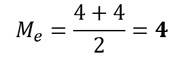 Mₑ = (4 + 4)/2 = 4